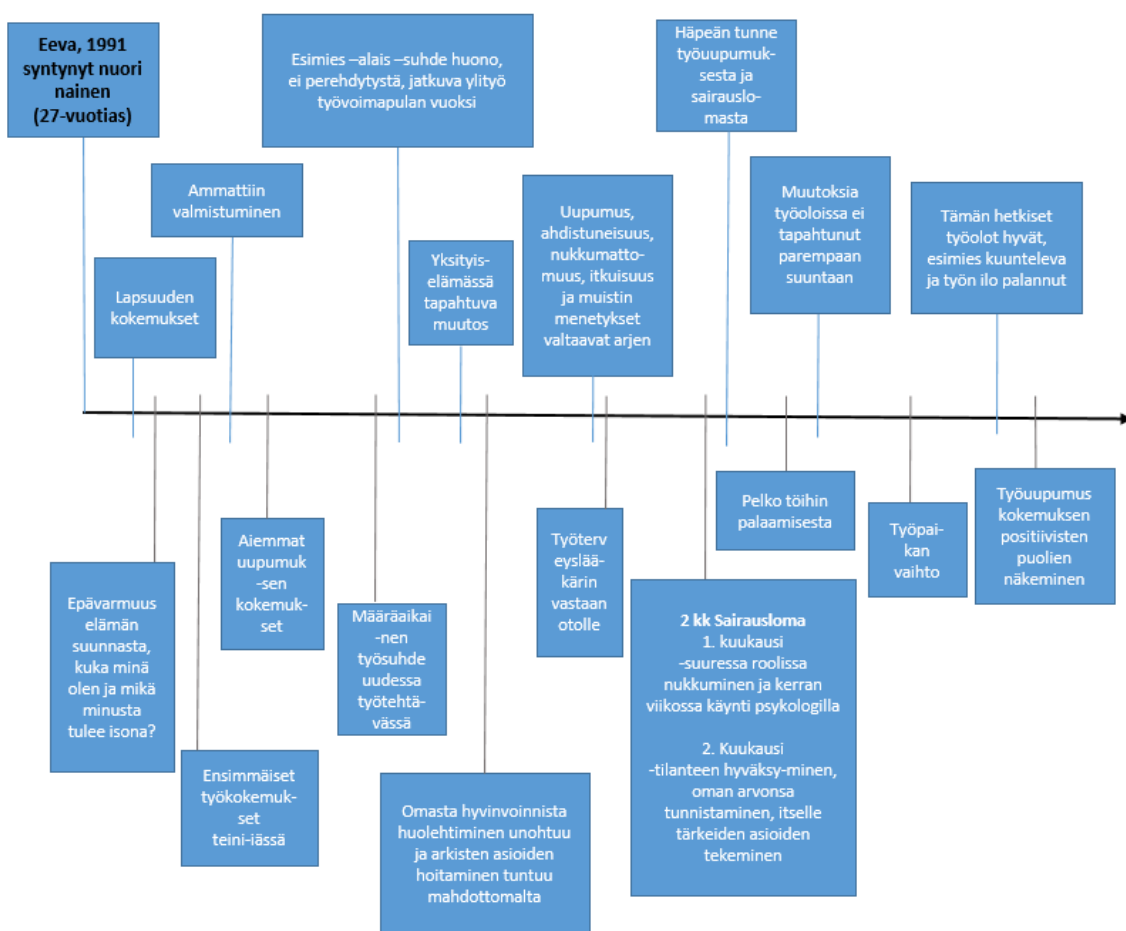 Eeva, 1991
syntynyt nuori
nainen
(27-vuotias)
Lapsuuden
kokemukset
Epävarmuus
elämän
suunnasta,
kuka minä
olen ja mikä
minusta
tulee isona?
Ensimmäiset
työkokemuk-
set
teini-iässä
Ammattiin
valmistuminen
Aiemmat
uupumuk
-sen
kokemuk-
set
Määräaikai
-nen
työsuhde
uudessa
työtehtä-
vässä
Esimies –alais –suhde huono,
ei perehdytystä, jatkuva ylityö
työvoimapulan vuoksi
Yksityis-
elämässä
tapahtuva
muutos
Omasta hyvinvoinnista
huolehtiminen unohtuu
ja arkisten asioiden
hoitaminen tuntuu
mahdottomalta
Uupumus,
ahdistuneisuus,
nukkumatto-
muus, itkuisuus
ja muistin
menetykset
valtaavat arjen
Työterv
eyslää-
kärin
vastaan
otolle
2 kk Sairausloma
1. kuukausi
-suuressa roolissa
nukkuminen ja kerran
viikossa käynti psykologilla
2. Kuukausi
-tilanteen hyväksy-minen,
oman arvonsa
tunnistaminen, itselle
tärkeiden asioiden
tekeminen
Häpeän tunne
työuupumuk-
sesta ja
sairauslo-
masta
Pelko töihin
palaamisesta
Muutoksia
työoloissa ei
tapahtunut
parempaan
suuntaan
Työpai-
kan
vaihto
Tämän hetkiset
työolot hyvät,
esimies kuunteleva
ja työn ilo palannut
Työuupumus
kokemuksen
positiivisten
puolien
näkeminen